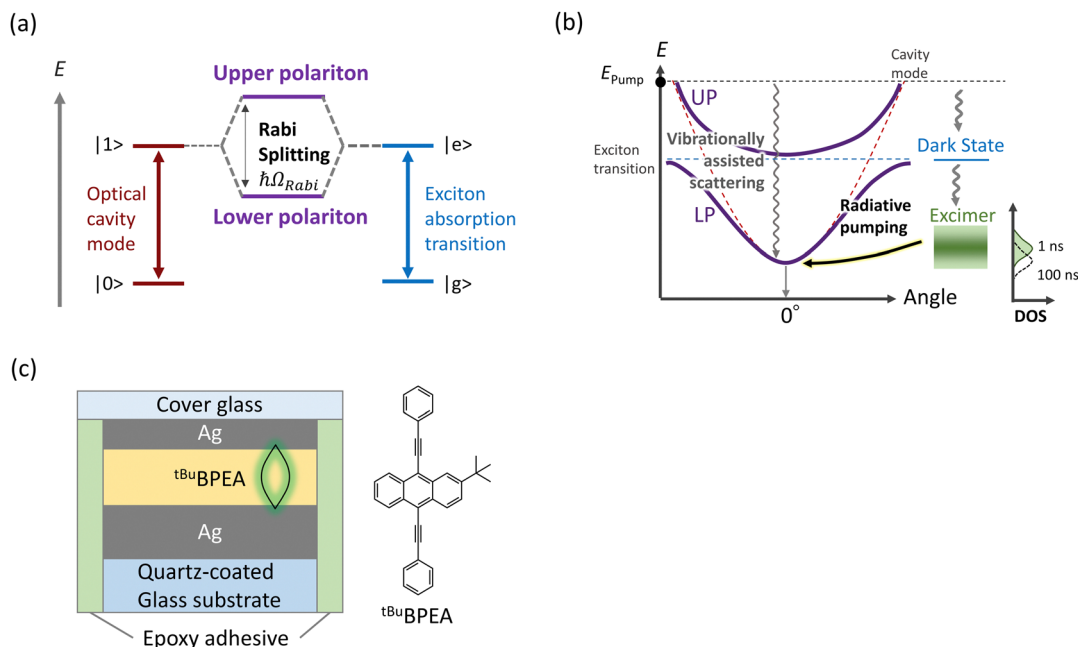 (a)
E
Upper polariton
|1>
Rabi
Splitting
ℏΩRabi
|e>
Optical
cavity
mode
Lower polariton
Exciton
absorption
transition
|0>
|g>
(b)
E
Cavity
mode
EPump
UP
Vibrationally
assisted
scattering
Dark State
Exciton
transition
LP
Radiative
pumping
Excimer
1 ns
100 ns
Angle
0°
DOS
(c)
Cover glass
Ag
tBuBPEA
Ag
Quartz-coated
Glass substrate
Epoxy adhesive
tBuBPEA